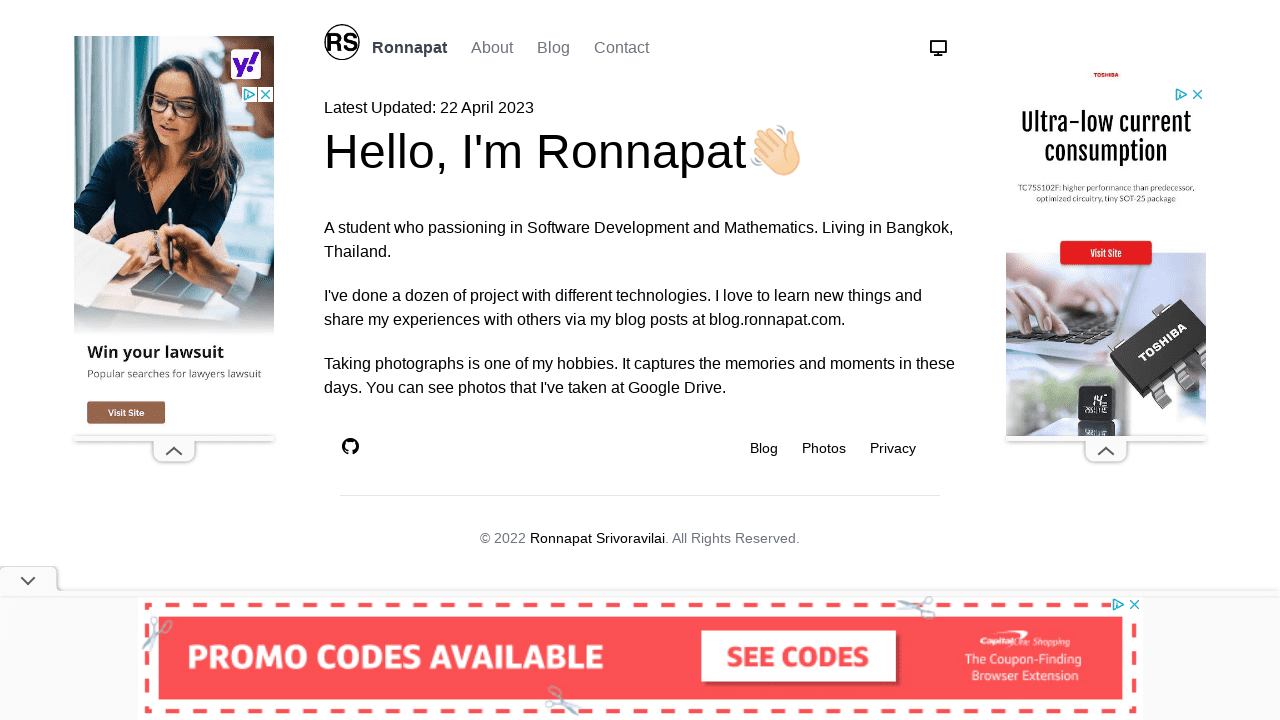 RS
Ronnapat
About
Blog
Contact
Latest Updated: 22 April 2023
Hello, I'm Ronnapat👋🏼
A student who passioning in Software Development and Mathematics. Living in Bangkok,
Thailand.
I've done a dozen of project with different technologies. I love to learn new things and
share my experiences with others via my blog posts at blog.ronnapat.com.
Taking photographs is one of my hobbies. It captures the memories and moments in these
days. You can see photos that I've taken at Google Drive.
Blog
Photos
Privacy
© 2022 Ronnapat Srivoravilai. All Rights Reserved.
y!
Win your lawsuit
Popular searches for lawyers lawsuit
Visit Site
TOSHIBA
Ultra-low current
consumption
TC75S102F: higher performance than predecessor,
optimized circuitry, tiny SOT-25 package
Visit Site
TOSHIBA
PROMO CODES AVAILABLE
SEE CODES
Capital One Shopping
The Coupon-Finding
Browser Extension